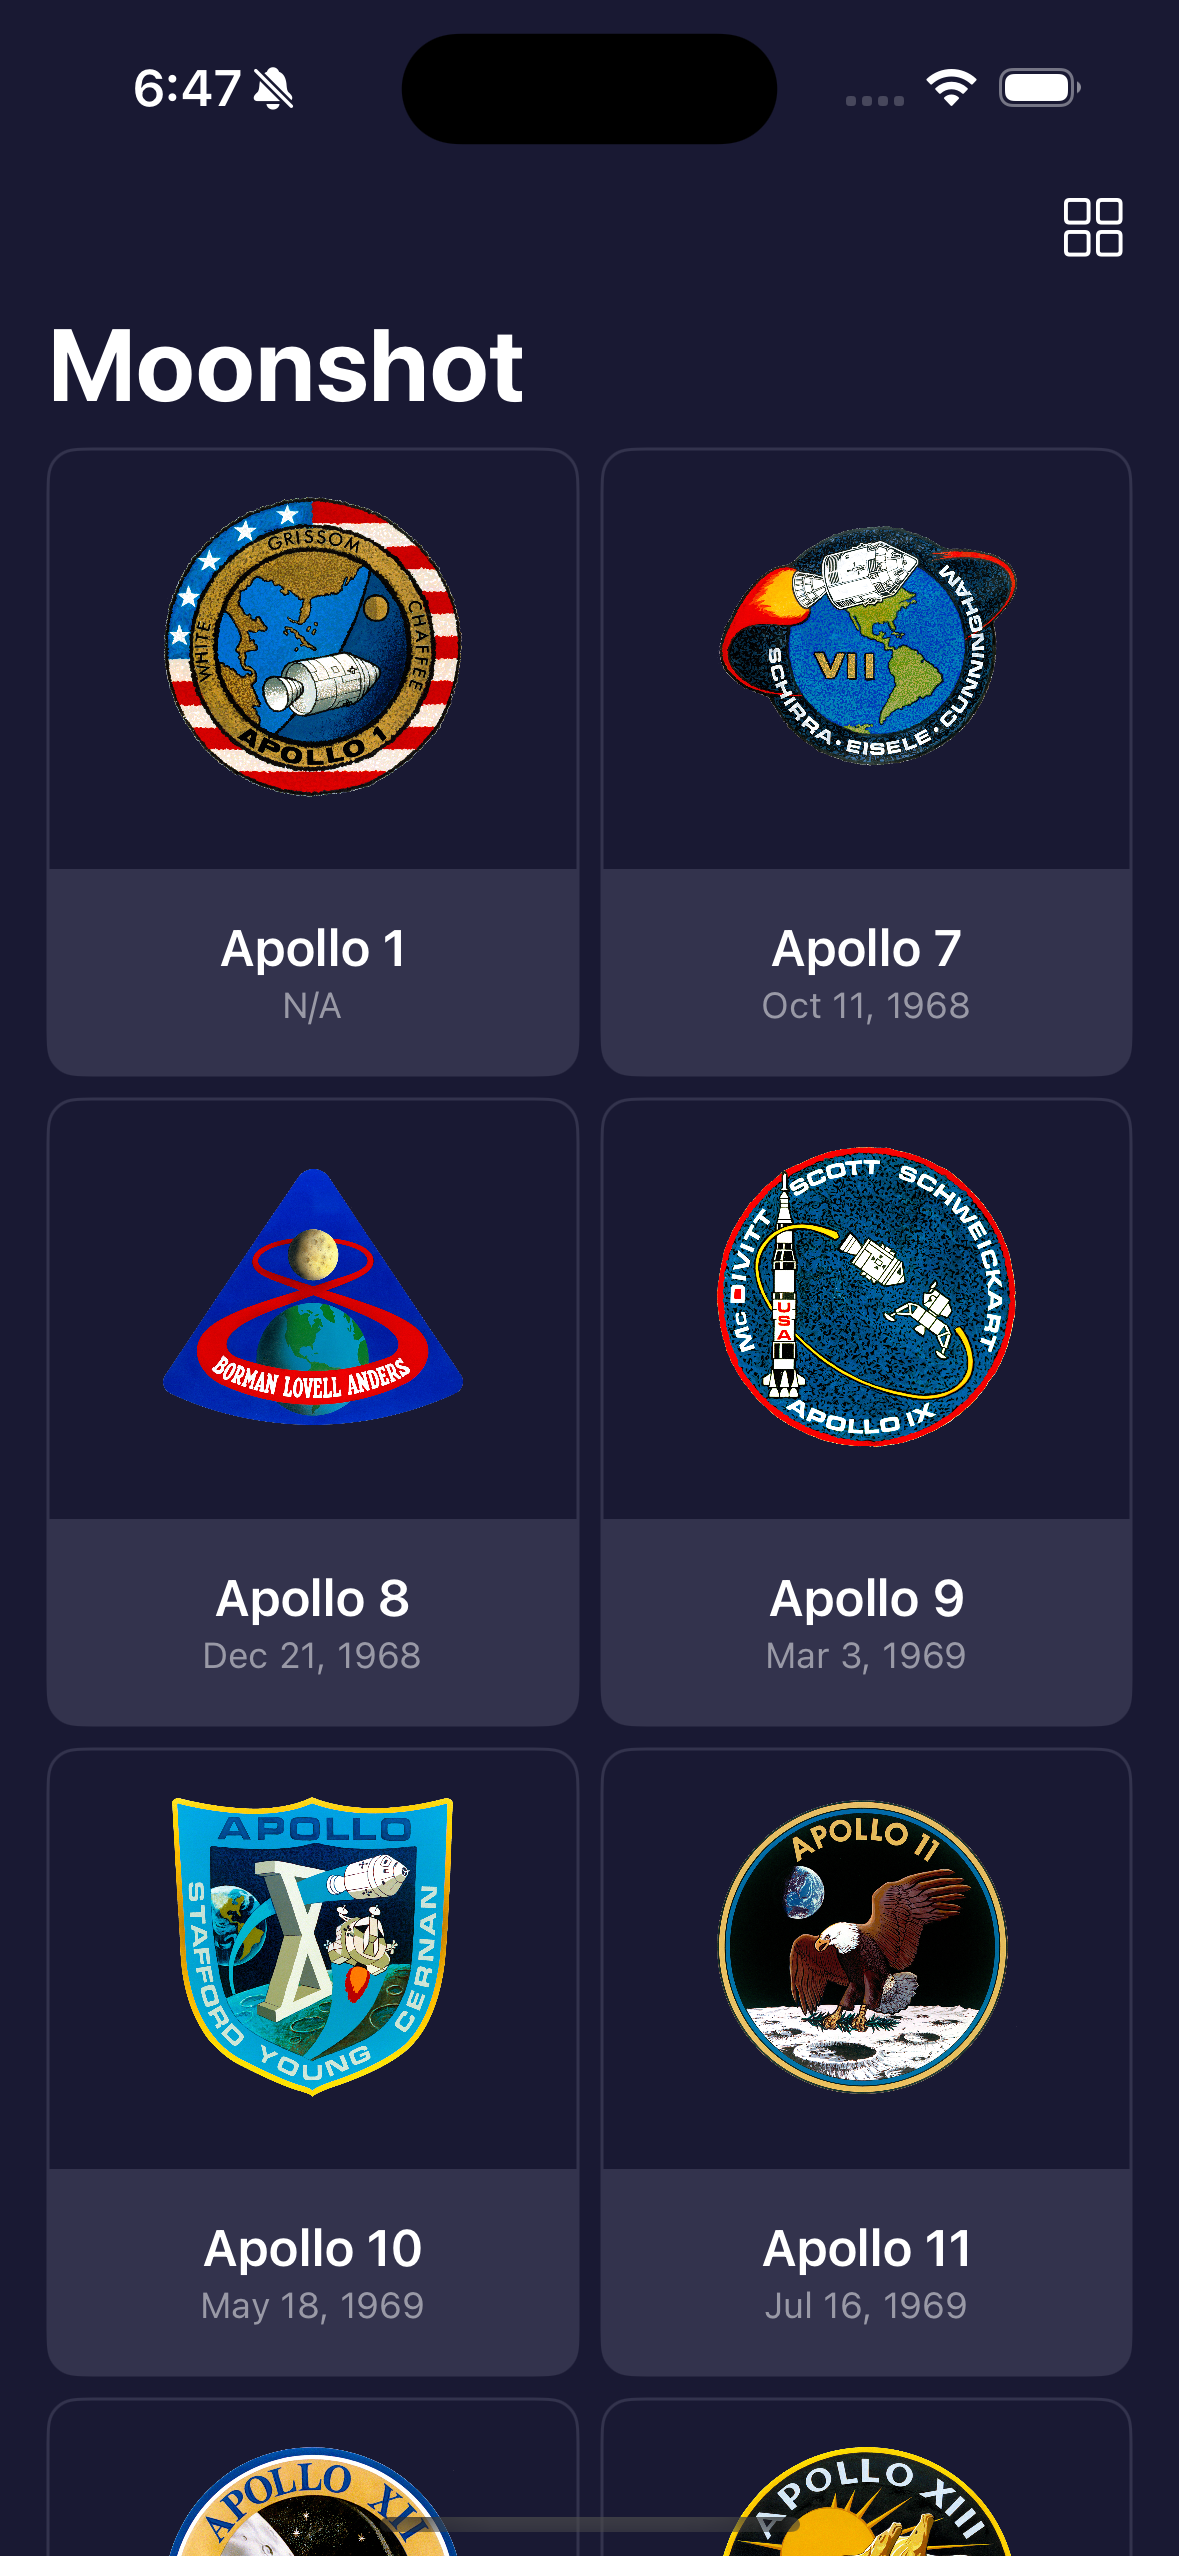 6:47
Moonshot
GRISSOM
WHITE
CHAFFEE
APOLLO 1
VII
SCHIRRA • EISELE • CUNNINGHAM
Apollo 1
N/A
Apollo 7
Oct 11, 1968
BORMAN LOVELL ANDERS
McDIVITT SCOTT SCHWEICKART
USA
APOLLO IX
Apollo 8
Dec 21, 1968
Apollo 9
Mar 3, 1969
APOLLO
X
STAFFORD YOUNG CERNAN
APOLLO 11
Apollo 10
May 18, 1969
Apollo 11
Jul 16, 1969
APOLLO XII
APOLLO XIII